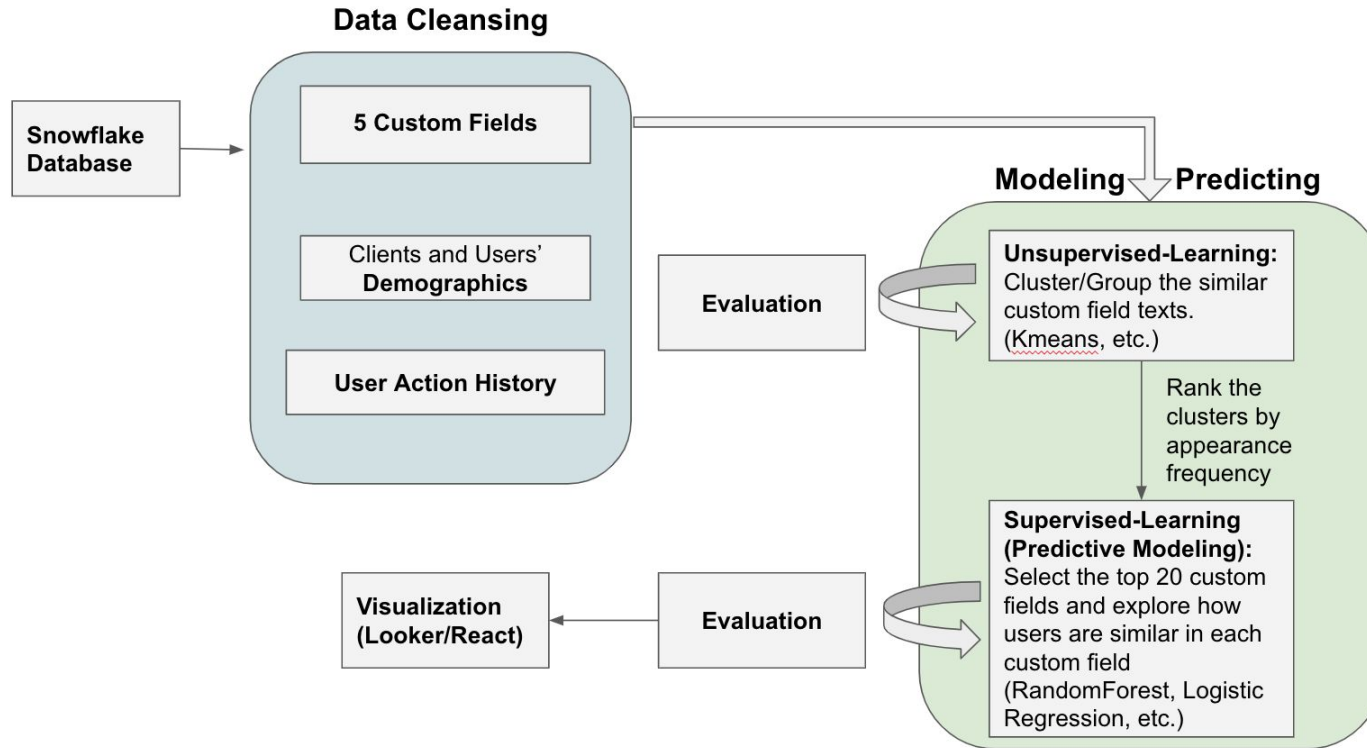 Data Cleansing
Snowflake
Database
5 Custom Fields
Clients and Users’
Demographics
User Action History
Modeling
Predicting
Evaluation
Unsupervised-Learning:
Cluster/Group the similar
custom field texts.
(Kmeans, etc.)
Rank the
clusters by
appearance
frequency
Supervised-Learning
(Predictive Modeling):
Select the top 20 custom
fields and explore how
users are similar in each
custom field
(RandomForest, Logistic
Regression, etc.)
Evaluation
Visualization
(Looker/React)